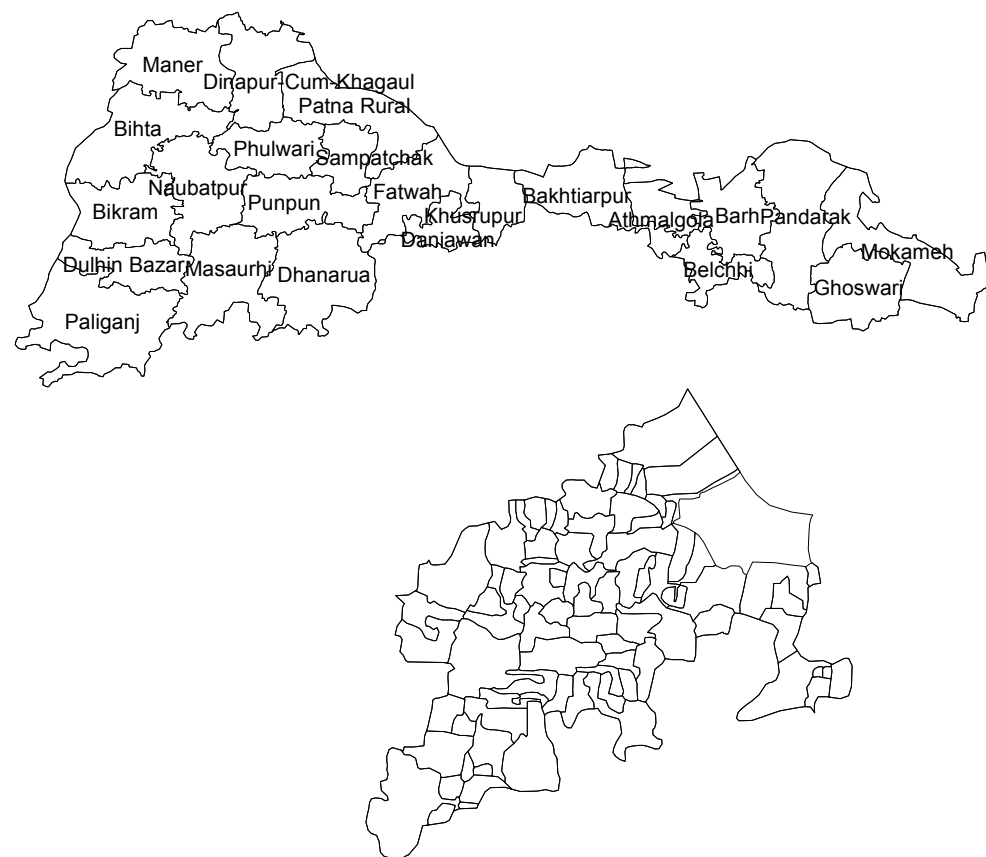 Maner
Dinapur-Cum-Khagaul
Patna Rural
Bihta
Phulwari
Sampatchak
Naubatpur
Fatwah
Bakhtiarpur
Bikram
Punpun
Khusrupur
Athmalgola
Barh
Pandarak
Daniawan
Mokameh
Dulhin Bazar
Masaurhi
Dhanarua
Belchhi
Ghoswari
Paliganj